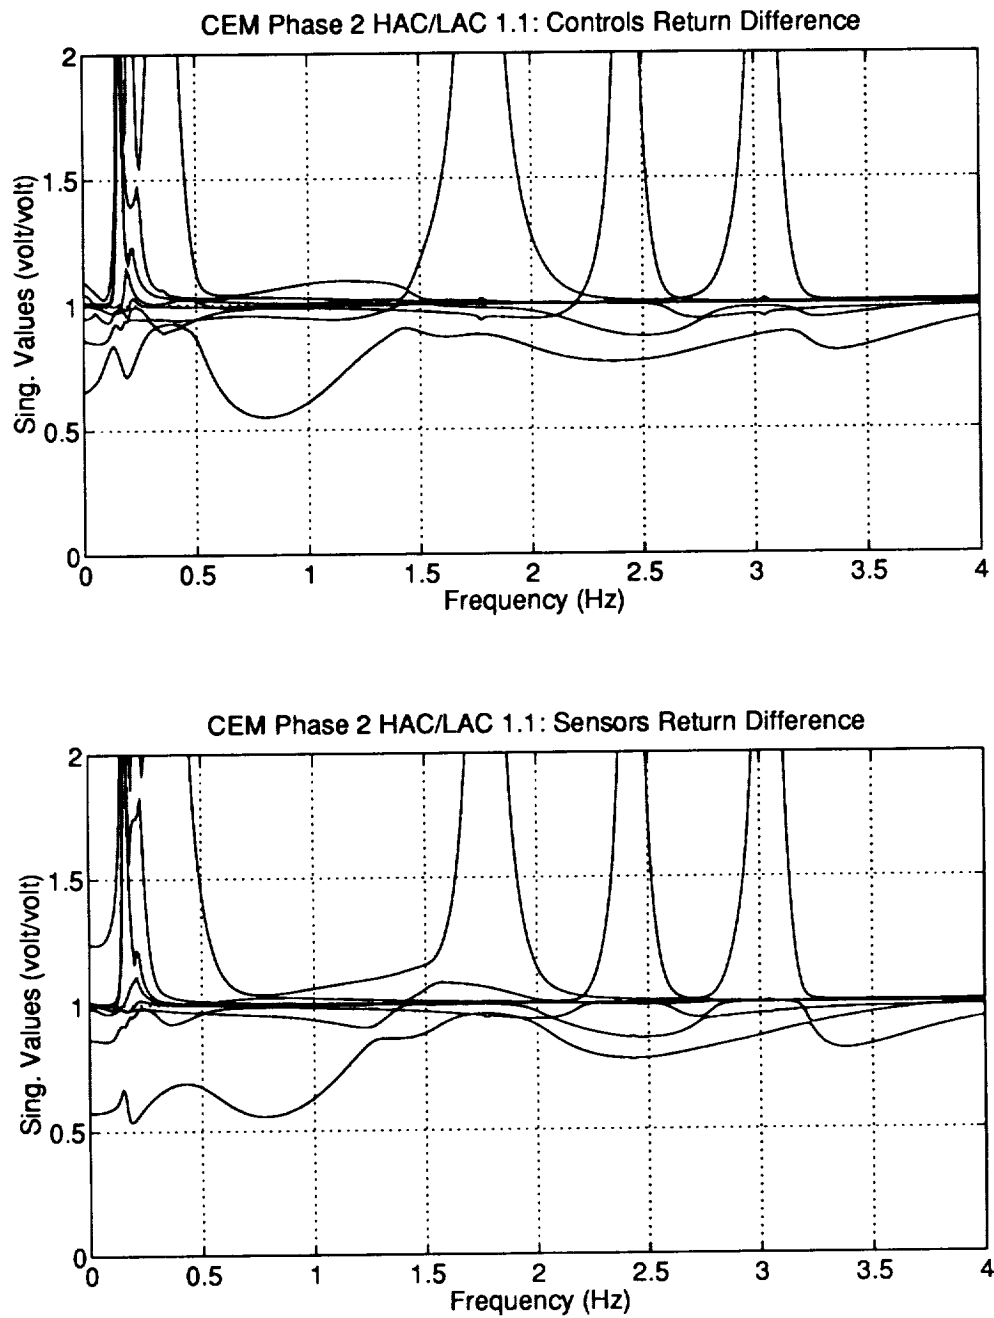 CEM Phase 2 HAC/LAC 1.1: Controls Return Difference
2
1.5
1
0.5
0
Sing. Values (volt/volt)
0 0.5 1 1.5 2 2.5 3 3.5 4
Frequency (Hz)
CEM Phase 2 HAC/LAC 1.1: Sensors Return Difference
2
1.5
1
0.5
0
Sing. Values (volt/volt)
0 0.5 1 1.5 2 2.5 3 3.5 4
Frequency (Hz)